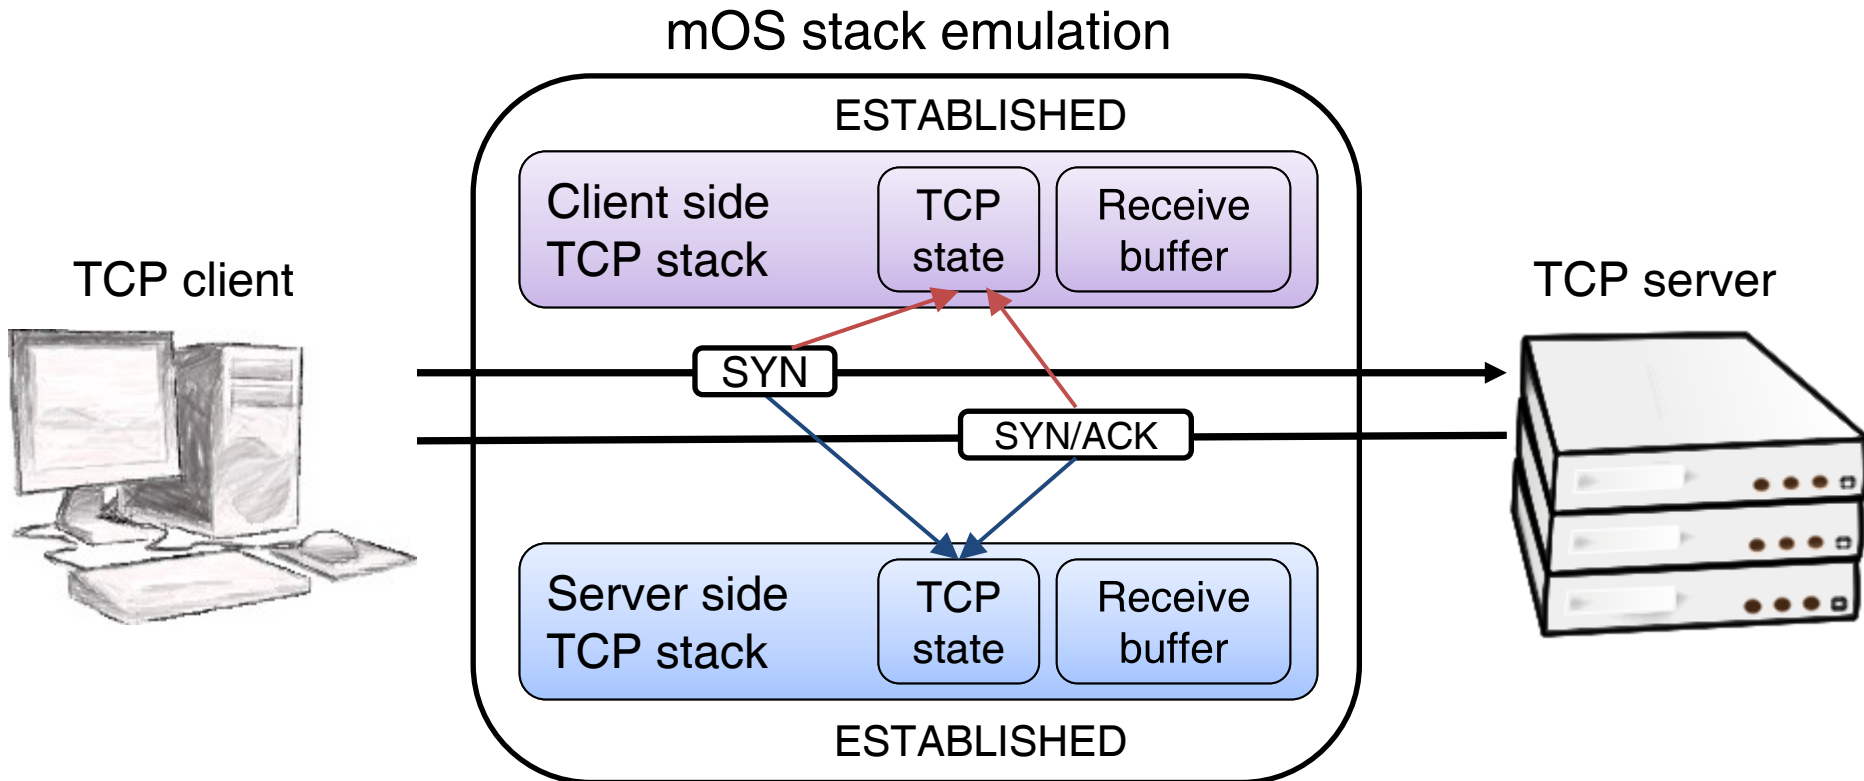 mOS stack emulation
ESTABLISHED
Client side
TCP stack
TCP
state
Receive
buffer
TCP client
TCP server
SYN
SYN/ACK
Server side
TCP stack
TCP
state
Receive
buffer
ESTABLISHED